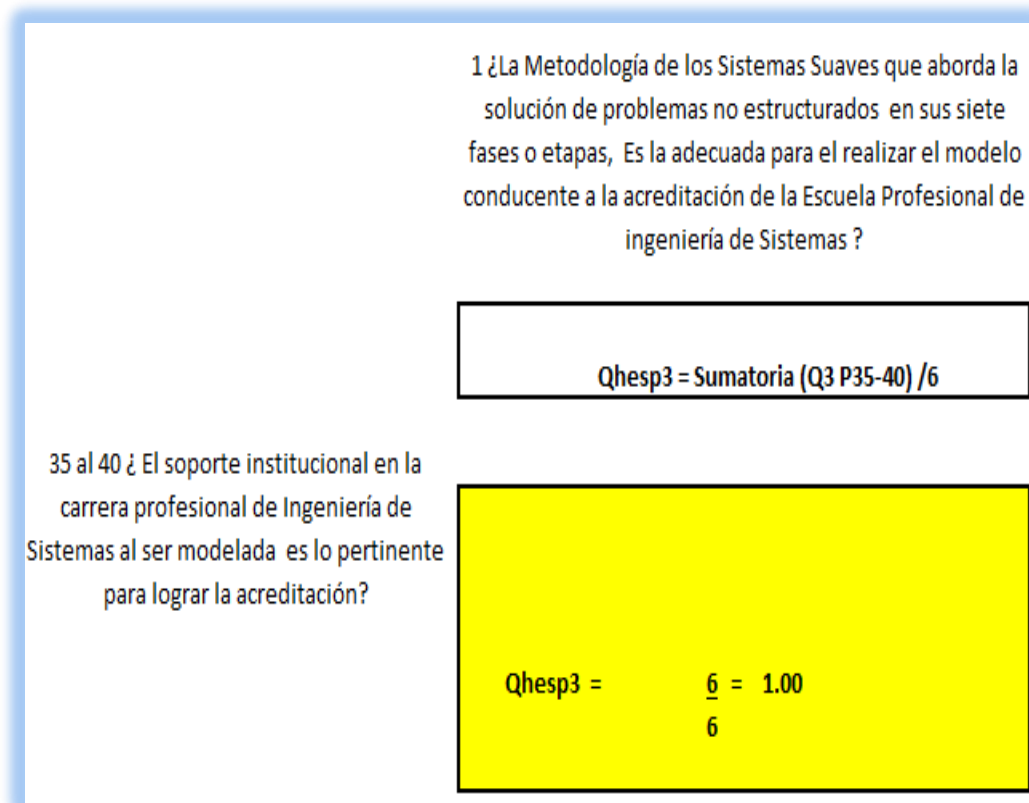 1 ¿La Metodología de los Sistemas Suaves que aborda la
solución de problemas no estructurados en sus siete
fases o etapas, Es la adecuada para el realizar el modelo
conducente a la acreditación de la Escuela Profesional de
ingeniería de Sistemas ?
Qhesp3 = Sumatoria (Q3 P35-40) /6
35 al 40 ¿ El soporte institucional en la
carrera profesional de Ingeniería de
Sistemas al ser modelada es lo pertinente
para lograr la acreditación?
Qhesp3 = 6 = 1.00
6